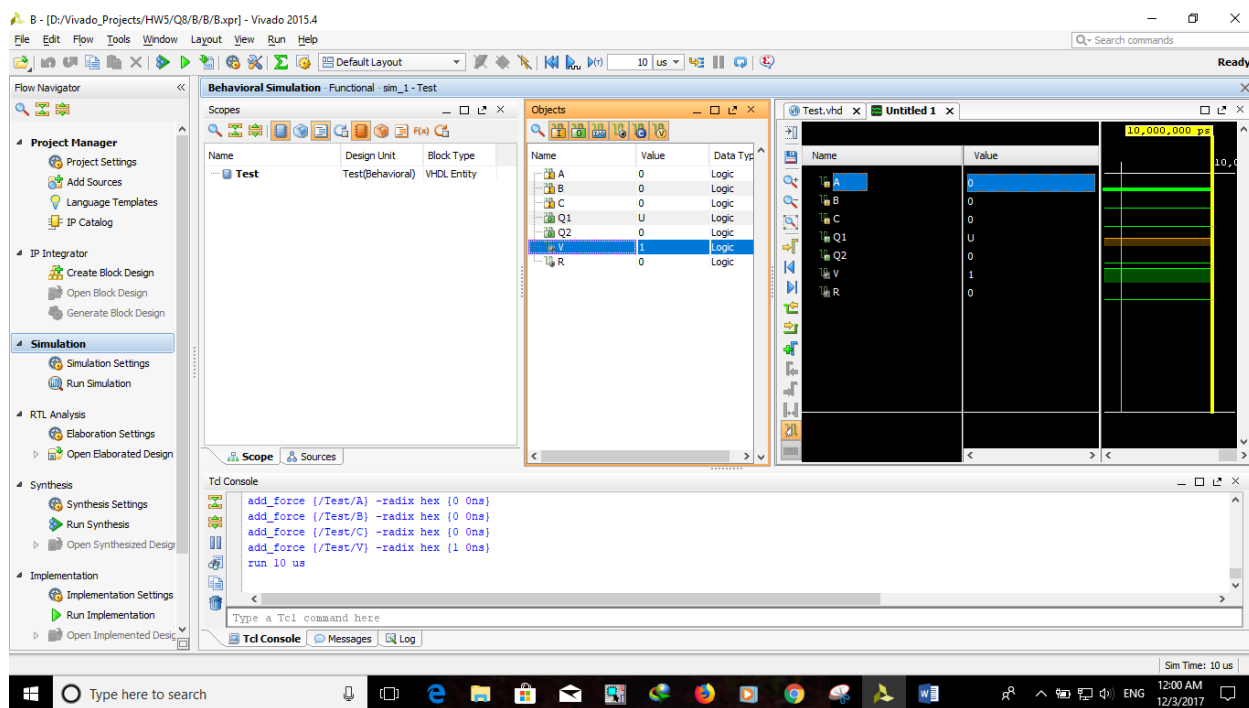 B - [D:/Vivado_Projects/HW5/Q8/B/B/B.xpr] - Vivado 2015.4
File Edit Flow Tools Window Layout View Run Help
Search commands
Default Layout
10 us
Ready
Flow Navigator
Project Manager
Project Settings
Add Sources
Language Templates
IP Catalog
IP Integrator
Create Block Design
Open Block Design
Generate Block Design
Simulation
Simulation Settings
Run Simulation
RTL Analysis
Elaboration Settings
Open Elaborated Design
Synthesis
Synthesis Settings
Run Synthesis
Open Synthesized Desigr
Implementation
Implementation Settings
Run Implementation
Open Implemented Desig
Behavioral Simulation - Functional - sim_1 - Test
Scopes
Name Design Unit Block Type
Test Test(Behavioral) VHDL Entity
Scope Sources
Objects
Name Value Data Typ
A 0 Logic
B 0 Logic
C 0 Logic
Q1 U Logic
Q2 0 Logic
V 1 Logic
R 0 Logic
Test.vhd Untitled 1
10,000,000 ps
Name Value
10,
A 0
B 0
C 0
Q1 U
Q2 0
V 1
R 0
Tcl Console
add_force {/Test/A} -radix hex {0 0ns}
add_force {/Test/B} -radix hex {0 0ns}
add_force {/Test/C} -radix hex {0 0ns}
add_force {/Test/V} -radix hex {1 0ns}
run 10 us
Type a Tcl command here
Tcl Console Messages Log
Sim Time: 10 us
Type here to search
ENG
12:00 AM
12/3/2017